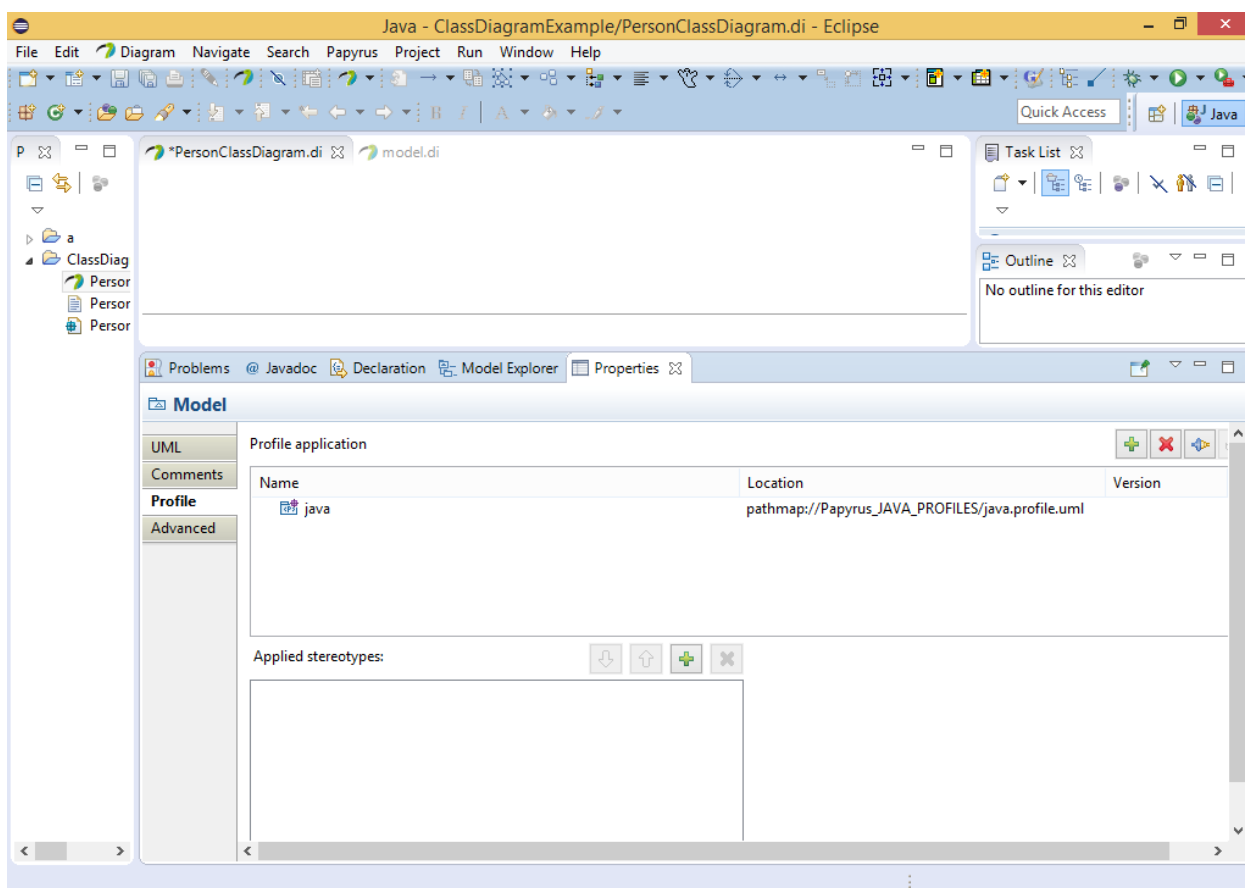 Java - ClassDiagramExample/PersonClassDiagram.di - Eclipse
File Edit Diagram Navigate Search Papyrus Project Run Window Help
Quick Access Java
P *PersonClassDiagram.di model.di Task List
a
ClassDiag
Outline
Persor
No outline for this editor
Persor
Persor
Problems @ Javadoc Declaration Model Explorer Properties
Model
UML Profile application
Comments
Name Location Version
Profile
java pathmap://Papyrus_JAVA_PROFILES/java.profile.uml
Advanced
Applied stereotypes: